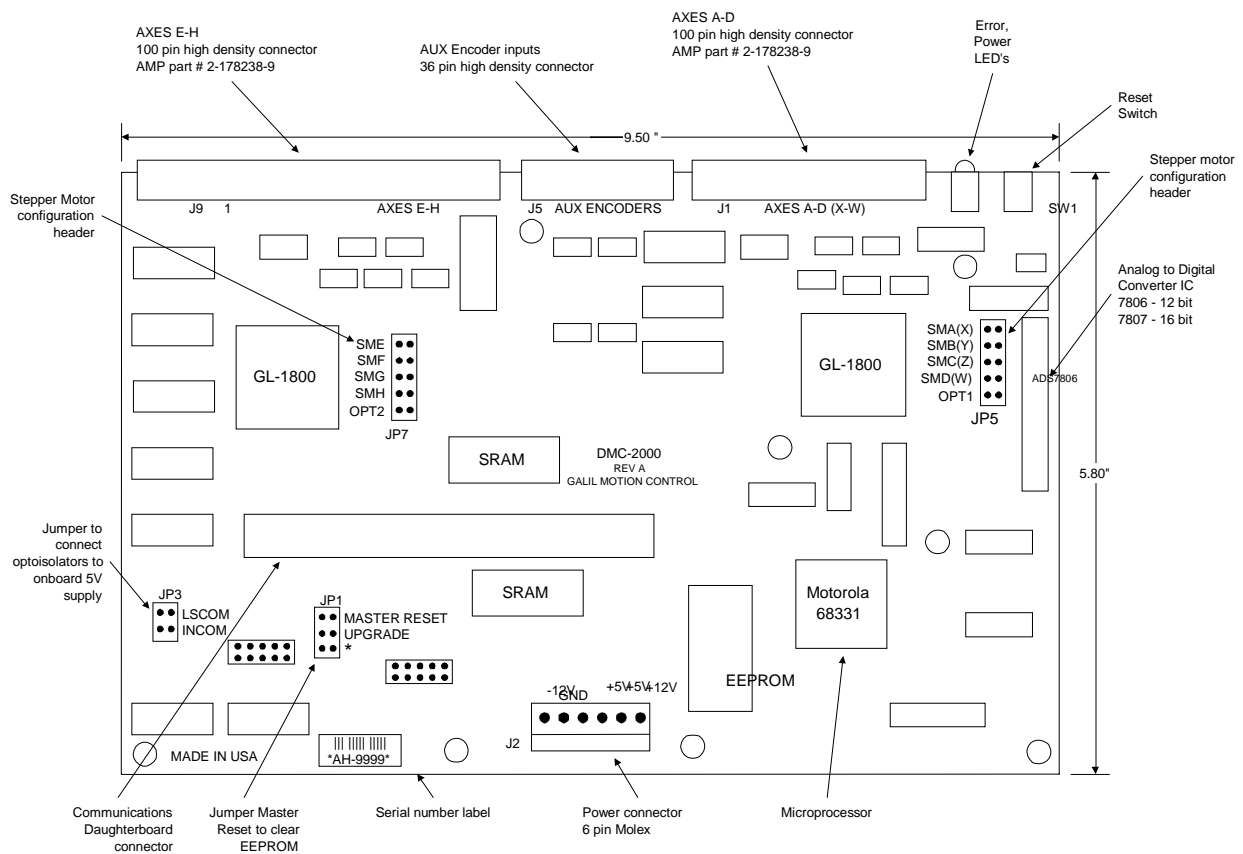 AXES E-H
100 pin high density connector
AMP part # 2-178238-9
AUX Encoder inputs
36 pin high density connector
AXES A-D
100 pin high density connector
AMP part # 2-178238-9
Error,
Power
LED's
Reset
Switch
9.50 "
Stepper motor
configuration
header
Stepper Motor
configuration
header
J9 1 AXES E-H
J5 AUX ENCODERS
J1 AXES A-D (X-W)
SW1
Analog to Digital
Converter IC
7806 - 12 bit
7807 - 16 bit
GL-1800
SME
SMF
SMG
SMH
OPT2
JP7
GL-1800
SMA(X)
SMB(Y)
SMC(Z)
SMD(W)
OPT1
JP5
ADS7806
SRAM
DMC-2000
REV A
GALIL MOTION CONTROL
5.80"
Jumper to
connect
optoisolators to
onboard 5V
supply
JP3
LSCOM
INCOM
JP1
MASTER RESET
UPGRADE
*
SRAM
Motorola
68331
EEPROM
-12V
GND
+5V
+5V
+12V
J2
MADE IN USA
*AH-9999*
Communications
Daughterboard
connector
Jumper Master
Reset to clear
EEPROM
Serial number label
Power connector
6 pin Molex
Microprocessor